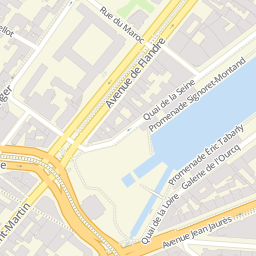 Rue du Maroc
Avenue de Flandre
Quai de la Seine
Promenade Signoret-Montand
Promenade Éric Tabarly
Galerie de l'Ourcq
Quai de la Loire
Avenue Jean Jaurès